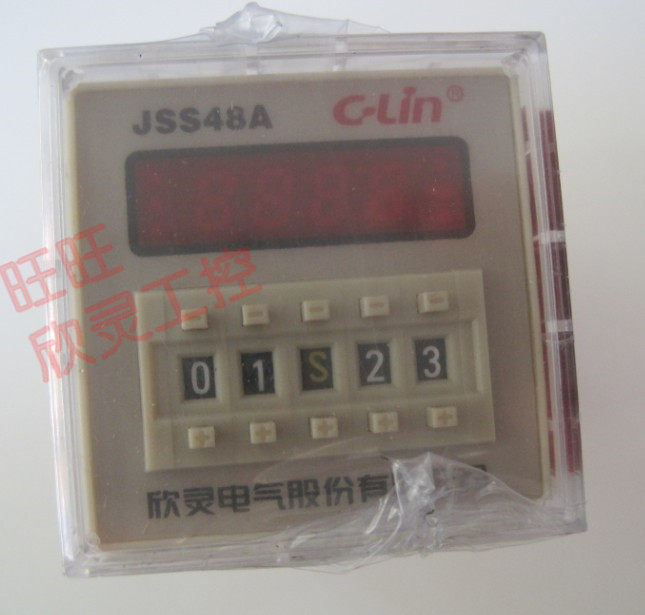 JSS48A C-Lin®
旺旺
欣灵工控
- - - - -
0 1 S 2 3
+ + + + +
欣灵电气股份有